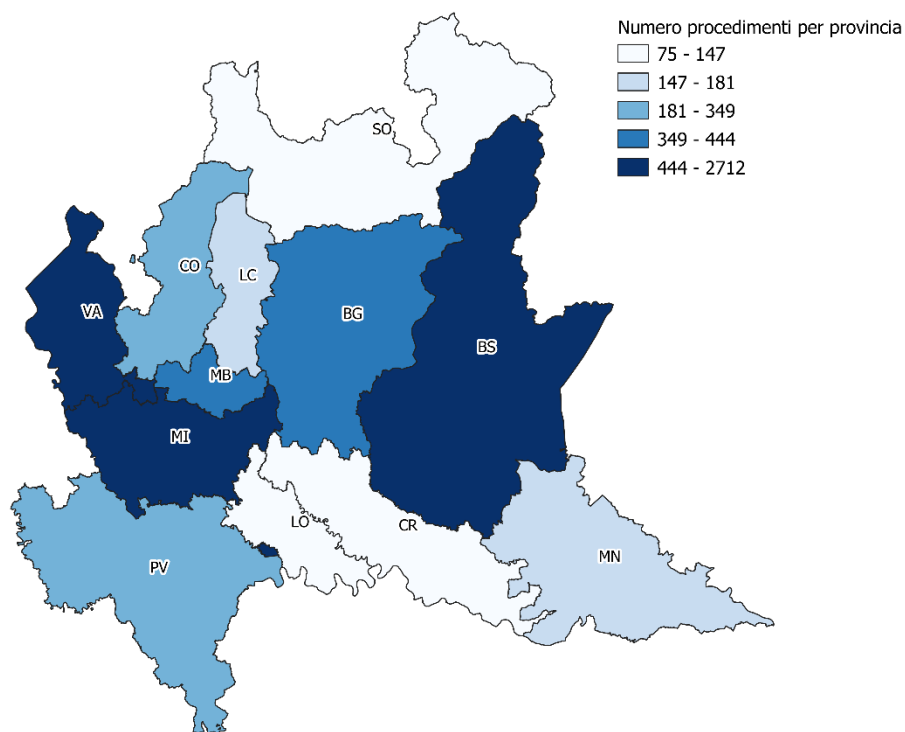 Numero procedimenti per provincia
75 - 147
147 - 181
181 - 349
349 - 444
444 - 2712
SO
CO
LC
VA
BG
BS
MB
MI
LO
CR
MN
PV